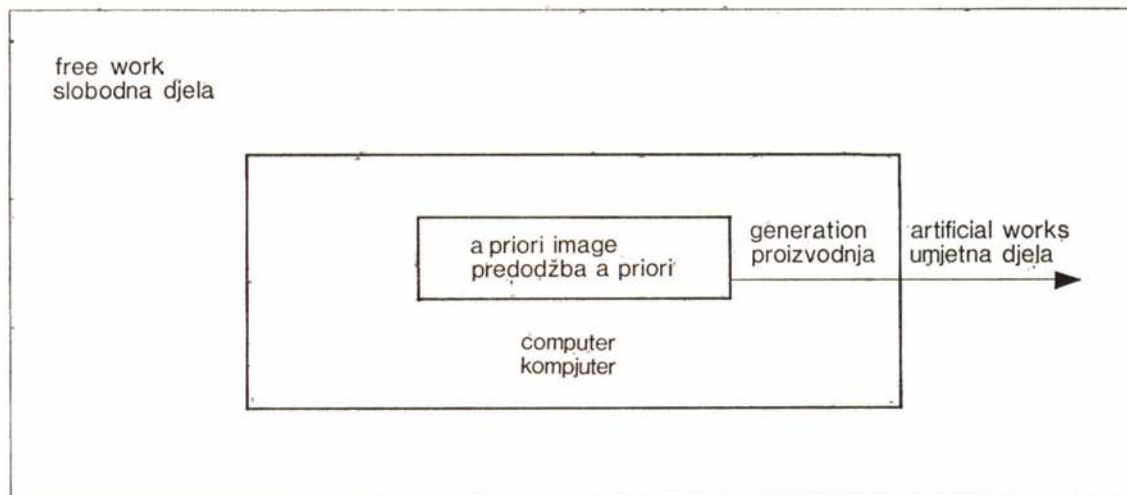 free work
slobodna djela
a priori image
predodžba a priori
generation
proizvodnja
artificial works
umjetna djela
computer
kompjuter